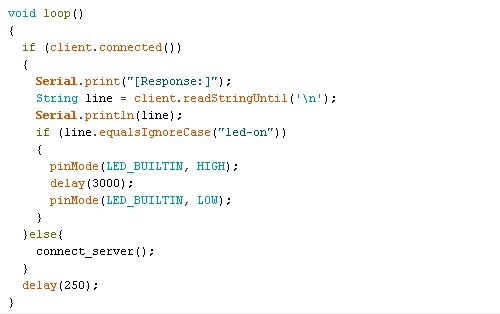 void loop()
{
  if (client.connected())
  {
    Serial.print("[Response:]");
    String line = client.readStringUntil('\n');
    Serial.println(line);
    if (line.equalsIgnoreCase("led-on"))
    {
      pinMode(LED_BUILTIN, HIGH);
      delay(3000);
      pinMode(LED_BUILTIN, LOW);
    }
  }else{
    connect_server();
  }
  delay(250);
}